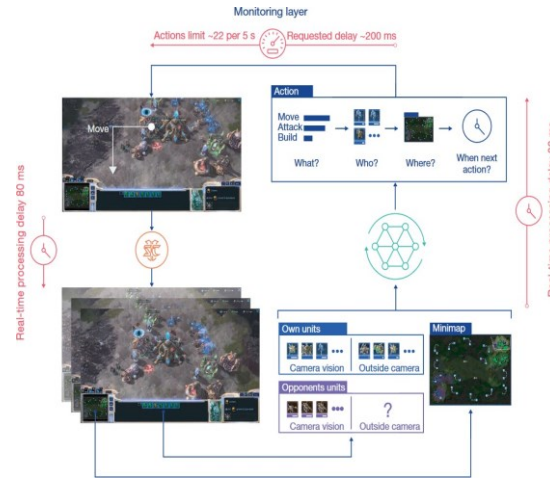 Monitoring layer
Actions limit ~22 per 5 s
Requested delay ~200 ms
Action
Move
Attack
Build
What?
Who?
Where?
When next
action?
Move
Real-time processing delay 80 ms
Own units
Camera vision
Outside camera
Opponents units
Camera vision
?
Outside camera
Minimap